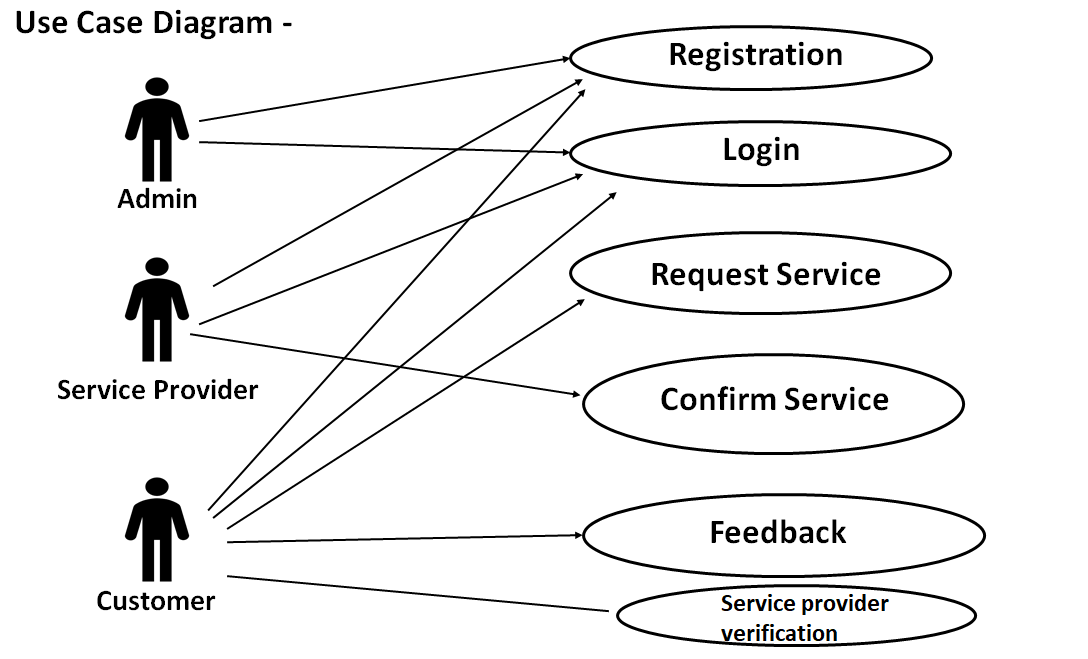 Use Case Diagram -
Registration
Login
Admin
Request Service
Service Provider
Confirm Service
Feedback
Customer
Service provider
verification